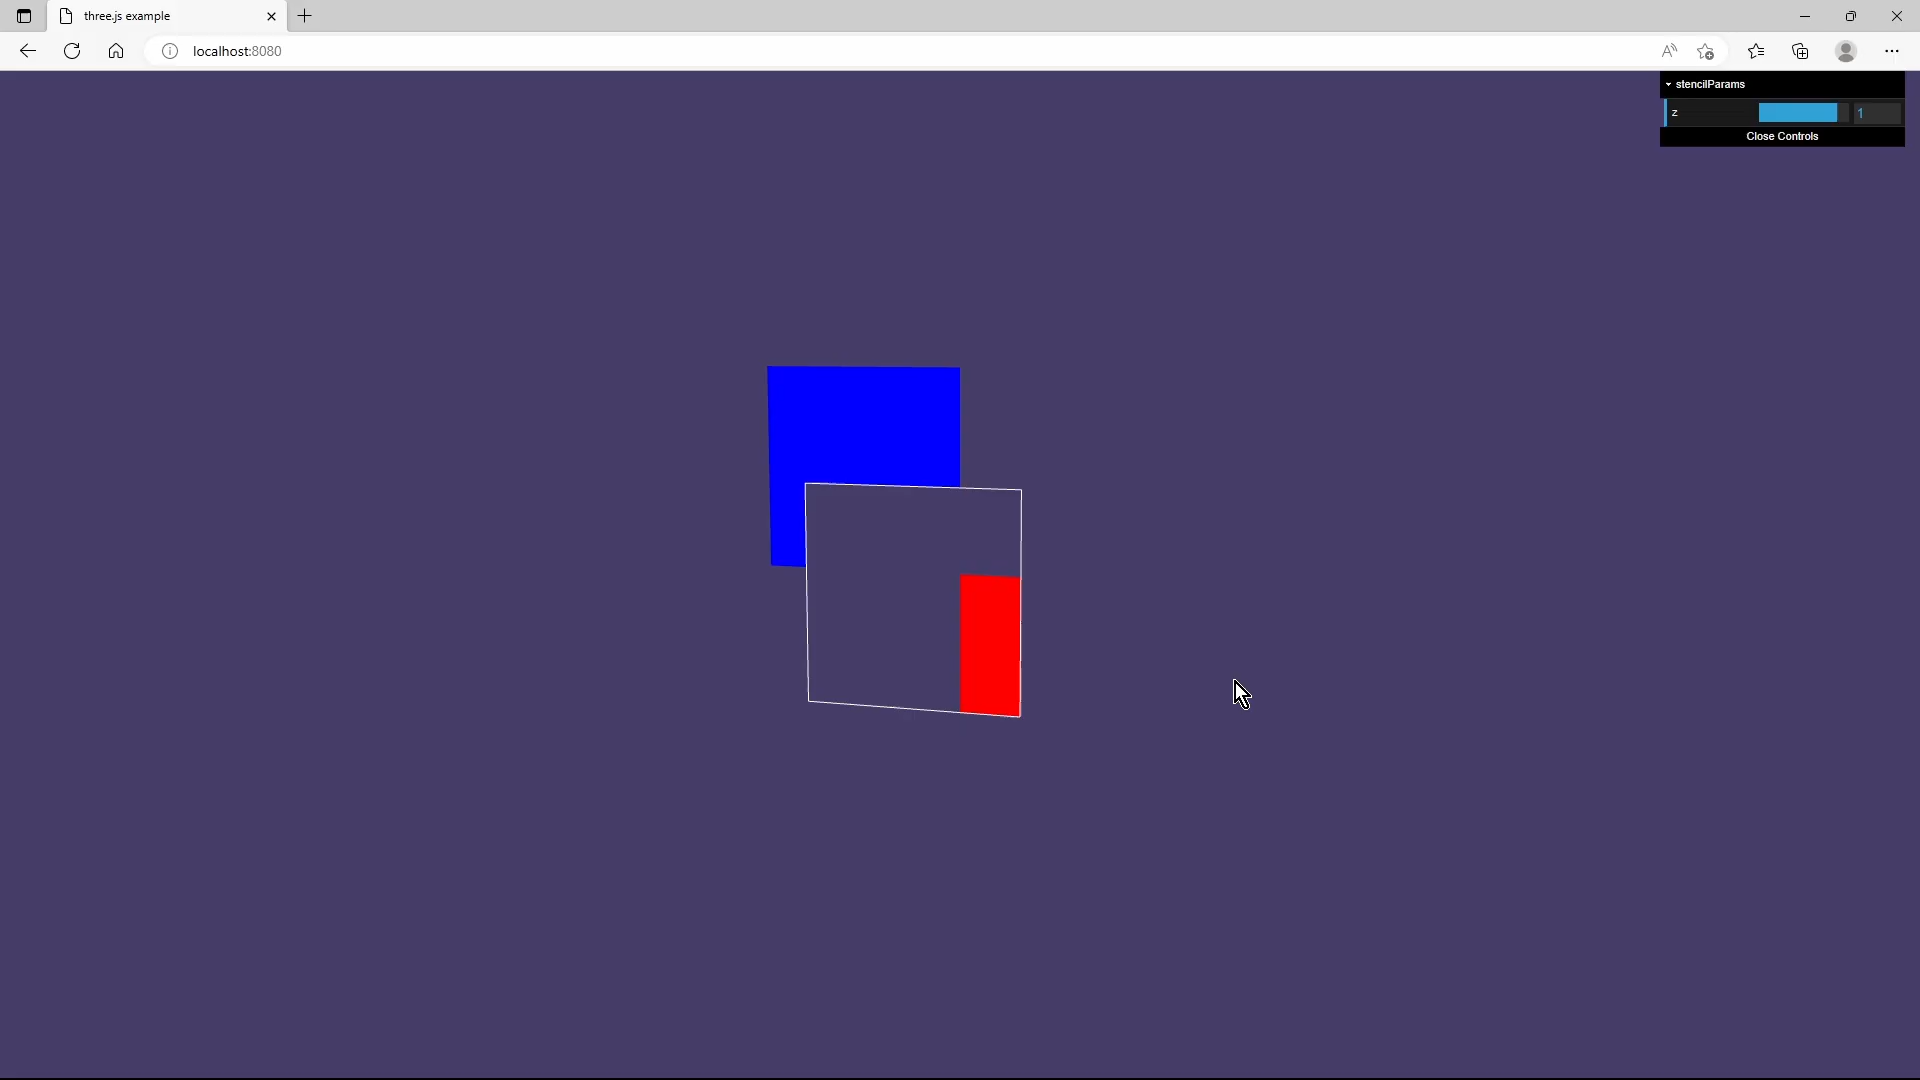 three.js example
localhost:8080
stencilParams
z 1
Close Controls